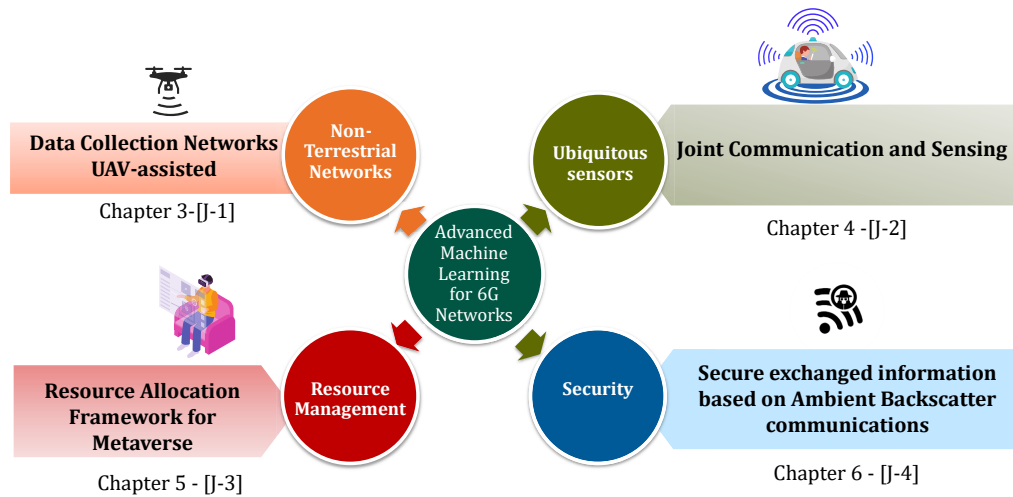 Data Collection Networks
UAV-assisted
Chapter 3-[J-1]
Non-
Terrestrial
Networks
Ubiquitous
sensors
Joint Communication and Sensing
Chapter 4 -[J-2]
Advanced
Machine
Learning
for 6G
Networks
Resource Allocation
Framework for
Metaverse
Chapter 5 - [J-3]
Resource
Management
Security
Secure exchanged information
based on Ambient Backscatter
communications
Chapter 6 - [J-4]